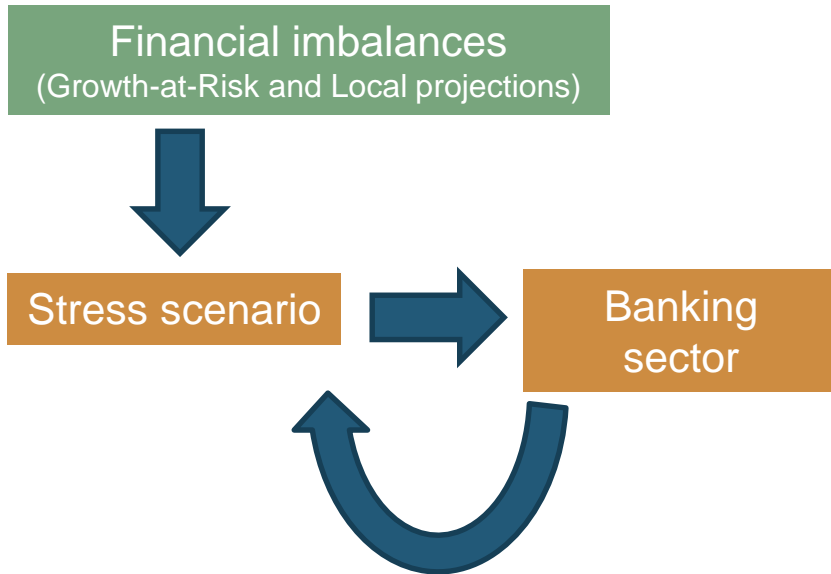 Financial imbalances
(Growth-at-Risk and Local projections)
Stress scenario
Banking
sector